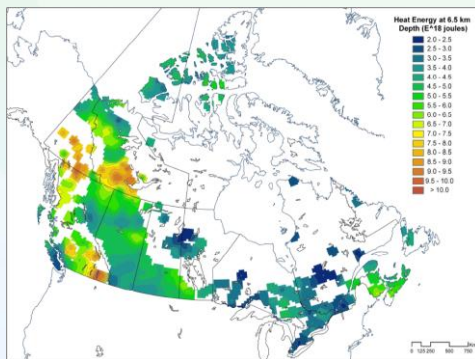 Heat Energy at 6.5 km
Depth (E^18 joules)
2.0 - 2.5
2.5 - 3.0
3.0 - 3.5
3.5 - 4.0
4.0 - 4.5
4.5 - 5.0
5.0 - 5.5
5.5 - 6.0
6.0 - 6.5
6.5 - 7.0
7.0 - 7.5
7.5 - 8.0
8.0 - 8.5
8.5 - 9.0
9.0 - 9.5
9.5 - 10.0
> 10.0
0 125 250 500 750